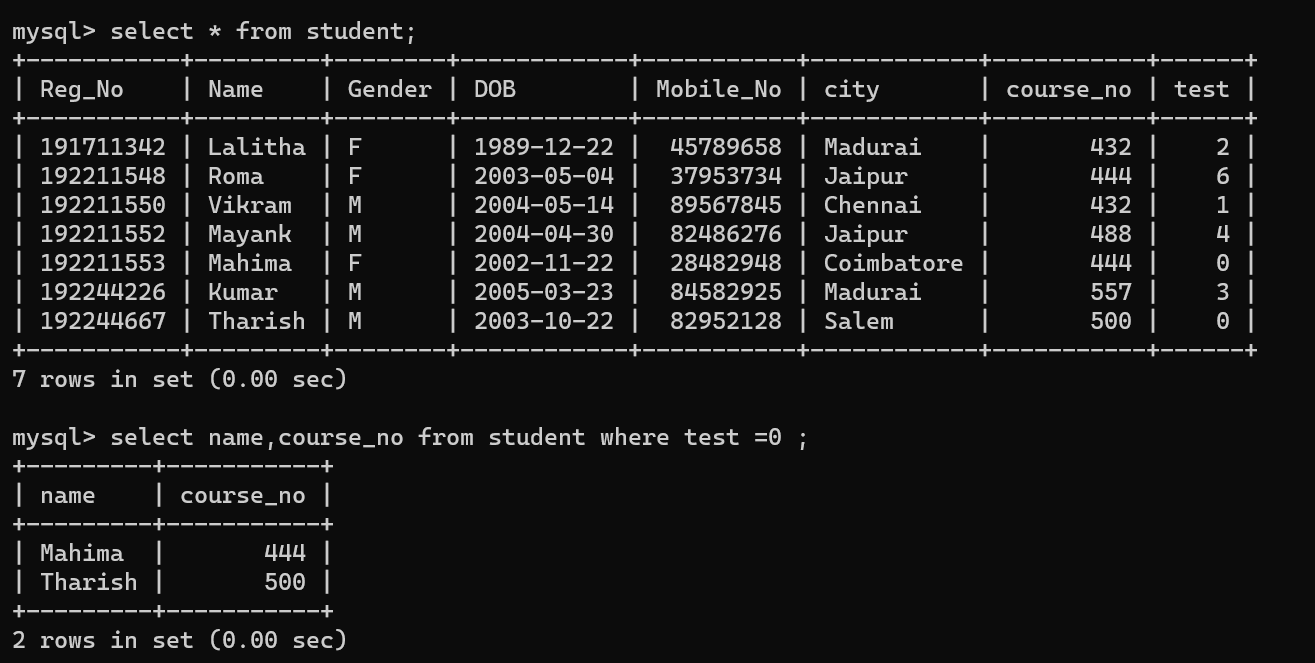 mysql> select * from student;
+-----------+---------+--------+------------+-----------+------------+-----------+------+
| Reg_No    | Name    | Gender | DOB        | Mobile_No | city       | course_no | test |
+-----------+---------+--------+------------+-----------+------------+-----------+------+
| 191711342 | Lalitha | F      | 1989-12-22 |  45789658 | Madurai    |       432 |    2 |
| 192211548 | Roma    | F      | 2003-05-04 |  37953734 | Jaipur     |       444 |    6 |
| 192211550 | Vikram  | M      | 2004-05-14 |  89567845 | Chennai    |       432 |    1 |
| 192211552 | Mayank  | M      | 2004-04-30 |  82486276 | Jaipur     |       488 |    4 |
| 192211553 | Mahima  | F      | 2002-11-22 |  28482948 | Coimbatore |       444 |    0 |
| 192244226 | Kumar   | M      | 2005-03-23 |  84582925 | Madurai    |       557 |    3 |
| 192244667 | Tharish | M      | 2003-10-22 |  82952128 | Salem      |       500 |    0 |
+-----------+---------+--------+------------+-----------+------------+-----------+------+
7 rows in set (0.00 sec)

mysql> select name,course_no from student where test =0 ;
+---------+-----------+
| name    | course_no |
+---------+-----------+
| Mahima  |       444 |
| Tharish |       500 |
+---------+-----------+
2 rows in set (0.00 sec)